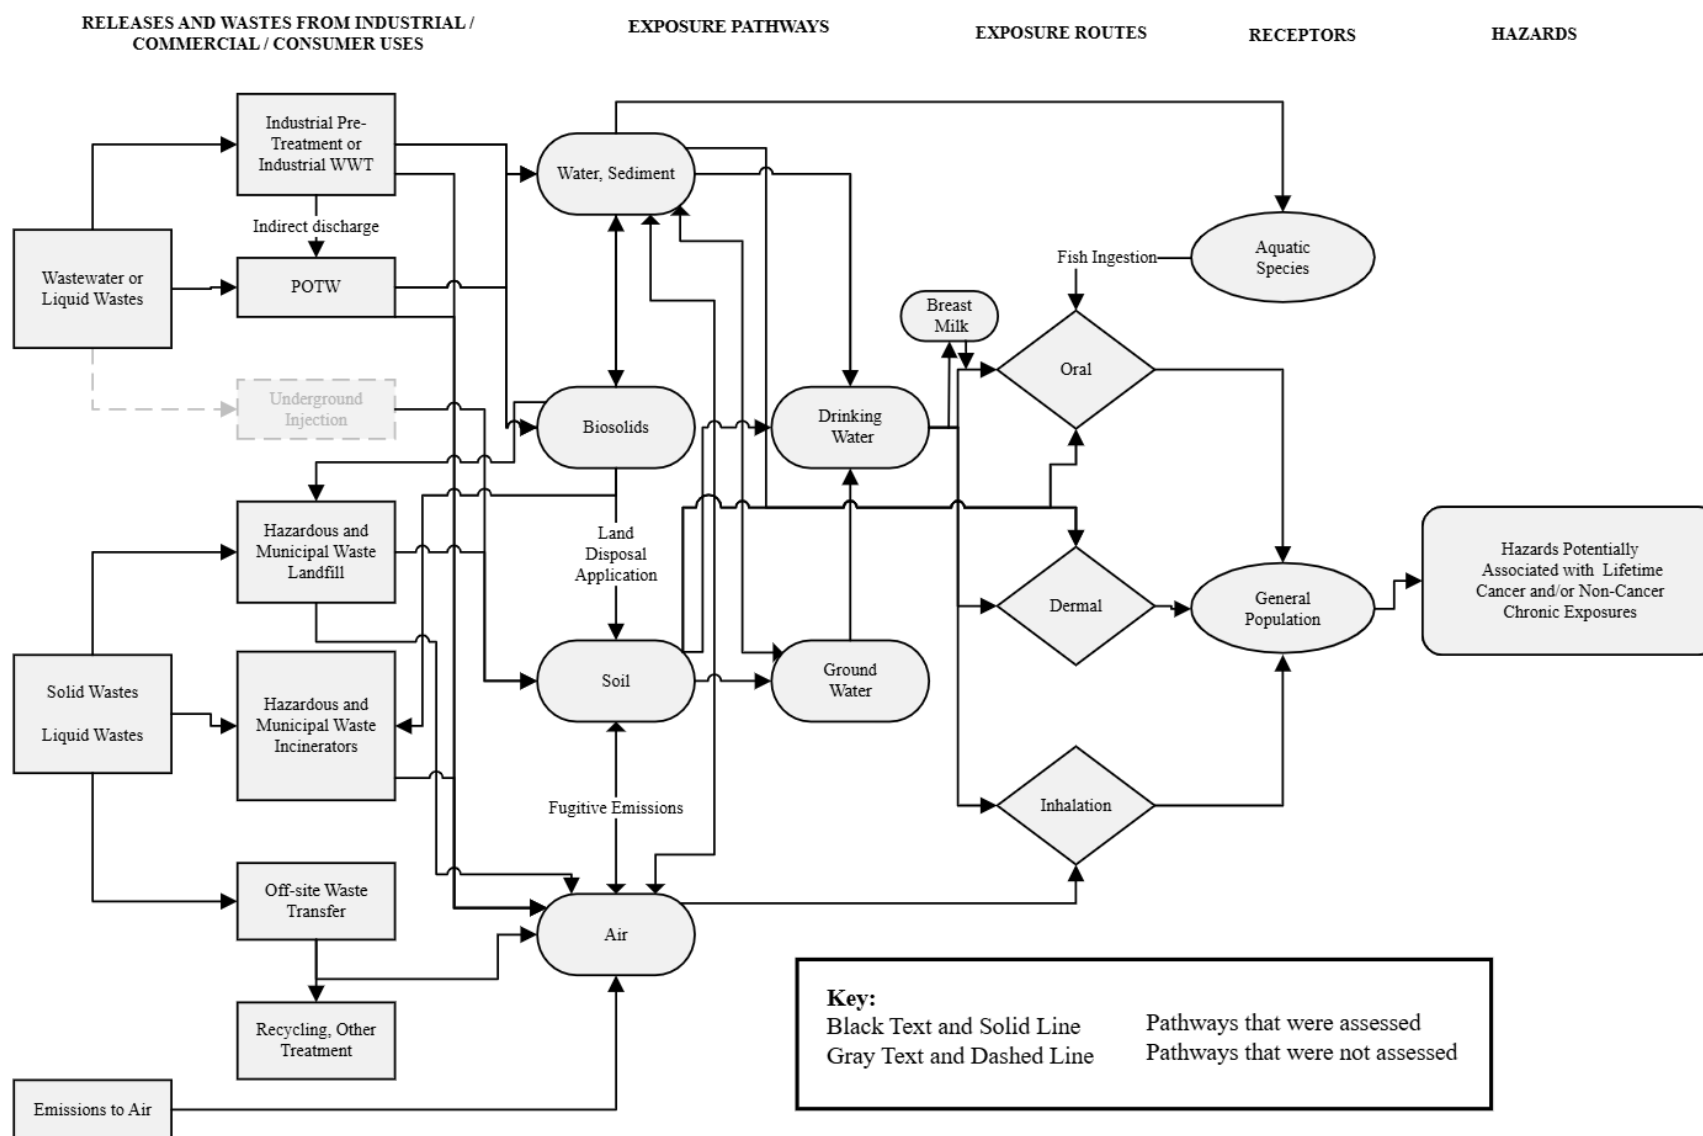 RELEASES AND WASTES FROM INDUSTRIAL /
COMMERCIAL / CONSUMER USES
EXPOSURE PATHWAYS
EXPOSURE ROUTES
RECEPTORS
HAZARDS
Industrial Pre-
Treatment or
Industrial WWT
Indirect discharge
Wastewater or
Liquid Wastes
POTW
Underground
Injection
Hazardous and
Municipal Waste
Landfill
Solid Wastes
Liquid Wastes
Hazardous and
Municipal Waste
Incinerators
Off-site Waste
Transfer
Recycling, Other
Treatment
Emissions to Air
Water, Sediment
Biosolids
Land
Disposal
Application
Soil
Fugitive Emissions
Air
Drinking
Water
Ground
Water
Breast
Milk
Fish Ingestion
Oral
Dermal
Inhalation
Aquatic
Species
General
Population
Hazards Potentially
Associated with Lifetime
Cancer and/or Non-Cancer
Chronic Exposures
Key:
Black Text and Solid Line Pathways that were assessed
Gray Text and Dashed Line Pathways that were not assessed